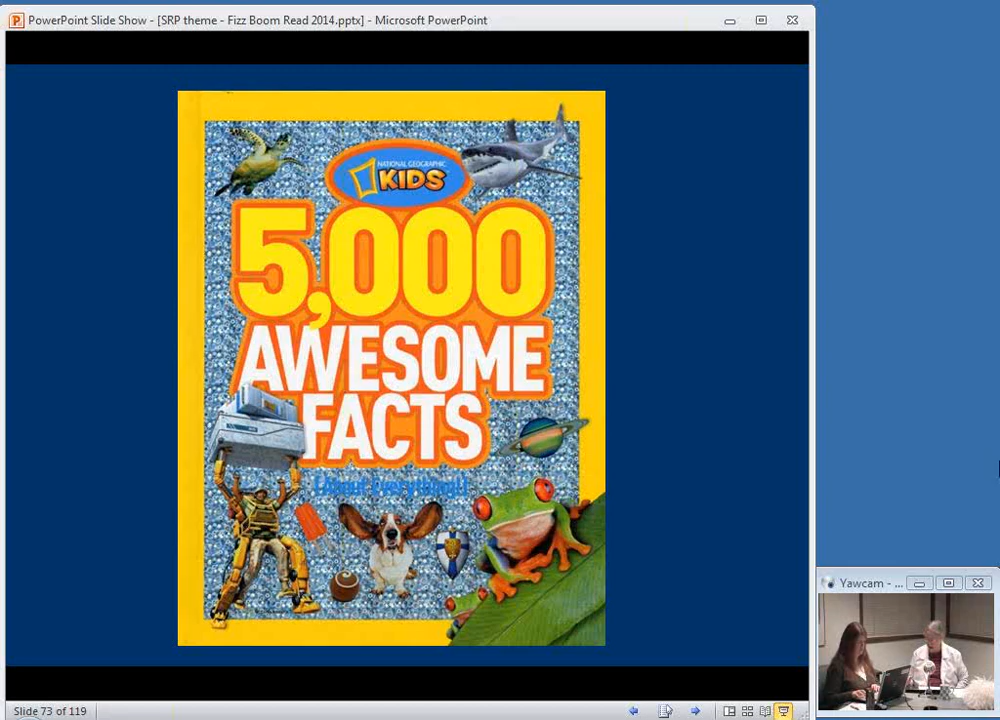 PowerPoint Slide Show - [SRP theme - Fizz Boom Read 2014.pptx] - Microsoft PowerPoint
NATIONAL GEOGRAPHIC
KIDS
5,000
AWESOME
FACTS
(About Everything!)
Yawcam - ...
Slide 73 of 119